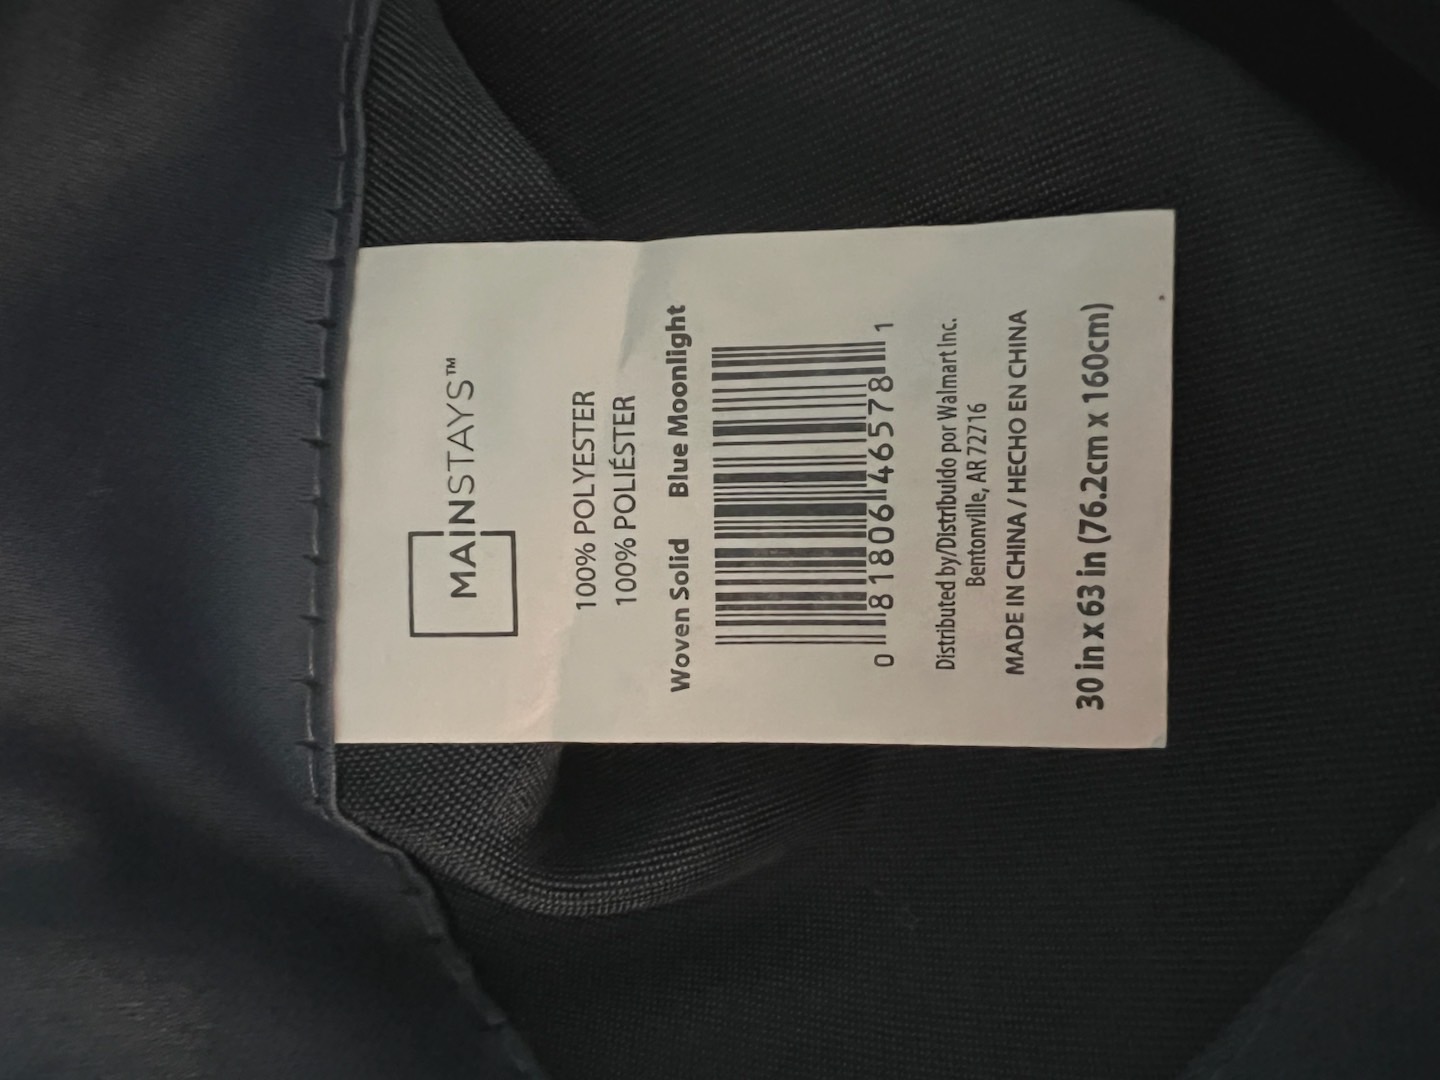 MAINSTAYS™
100% POLYESTER
100% POLIÉSTER
Woven Solid Blue Moonlight
0 81806 46578 1
Distributed by/Distribuido por Walmart Inc.
Bentonville, AR 72716
MADE IN CHINA / HECHO EN CHINA
30 in x 63 in (76.2cm x 160cm)